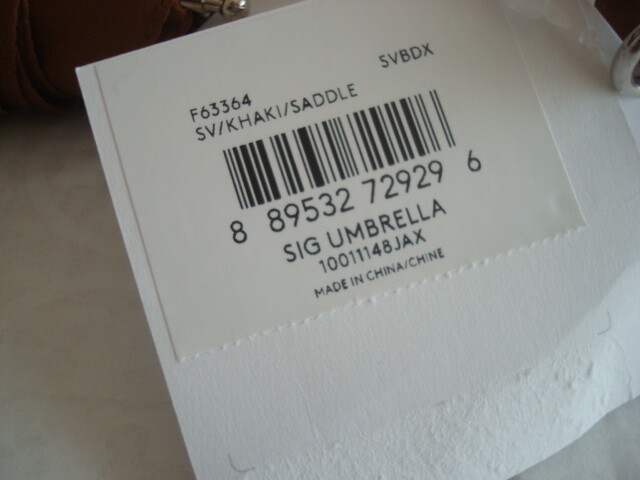 F63364 SVBDX
SV/KHAKI/SADDLE
8 89532 72929 6
SIG UMBRELLA
10011148JAX
MADE IN CHINA/CHINE